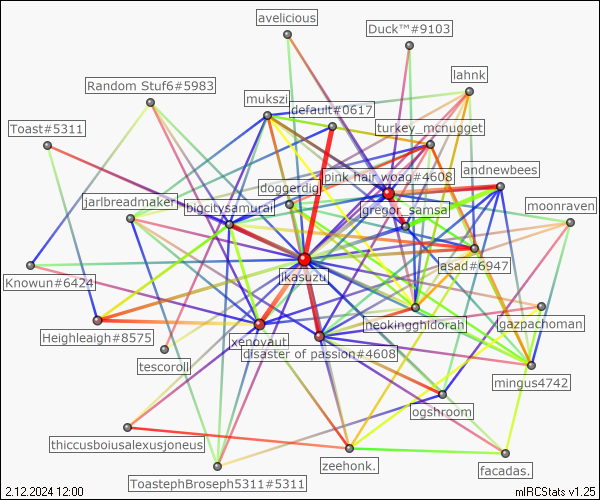 avelicious
Duck™#9103
lahnk
Random Stuf6#5983
mukszi
default#0617
Toast#5311
turkey_mcnugget
pink hair woag#4608
andnewbees
doggerdig
jarlbreadmaker
bigcitysamurai
gregor_samsa
moonraven
asad#6947
Knowun#6424
jkasuzu
heokingghidorah
gazpachoman
Heighleaigh#8575
xenovaut
disaster of passion#4608
tescoroll
mingus4742
ogshroom
thiccusboiusalexusjoneus
zeehonk.
facadas.
ToastephBroseph5311#5311
2.12.2024 12:00
mIRCStats v1.25